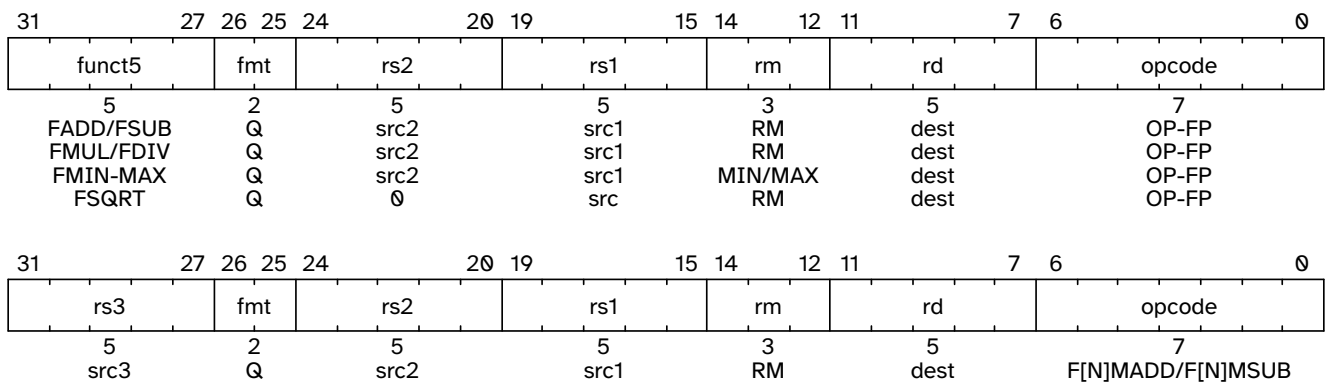 31 27 26 25 24 20 19 15 14 12 11 7 6 0
funct5 fmt rs2 rs1 rm rd opcode
5 2 5 5 3 5 7
FADD/FSUB Q src2 src1 RM dest OP-FP
FMUL/FDIV Q src2 src1 RM dest OP-FP
FMIN-MAX Q src2 src1 MIN/MAX dest OP-FP
FSQRT Q 0 src RM dest OP-FP
31 27 26 25 24 20 19 15 14 12 11 7 6 0
rs3 fmt rs2 rs1 rm rd opcode
5 2 5 5 3 5 7
src3 Q src2 src1 RM dest F[N]MADD/F[N]MSUB